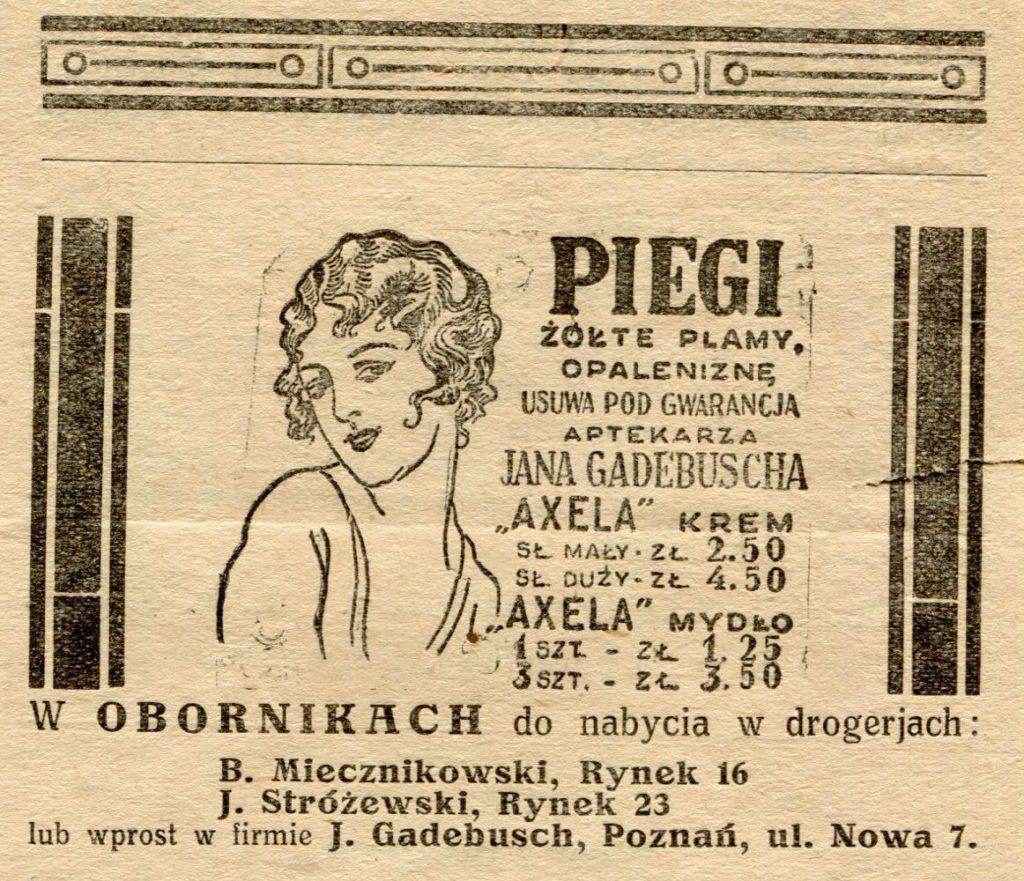 PIEGI
ŻÓŁTE PLAMY,
OPALENIZNĘ
USUWA POD GWARANCJĄ
APTEKARZA
JANA GADEBUSCHA
„AXELA” KREM
SŁ. MAŁY - ZŁ. 2.50
SŁ. DUŻY - ZŁ. 4.50
„AXELA” MYDŁO
1 SZT. - ZŁ. 1.25
3 SZT. - ZŁ. 3.50
W OBORNIKACH do nabycia w drogerjach:
B. Miecznikowski, Rynek 16
J. Stróżewski, Rynek 23
lub wprost w firmie J. Gadebusch, Poznań, ul. Nowa 7.